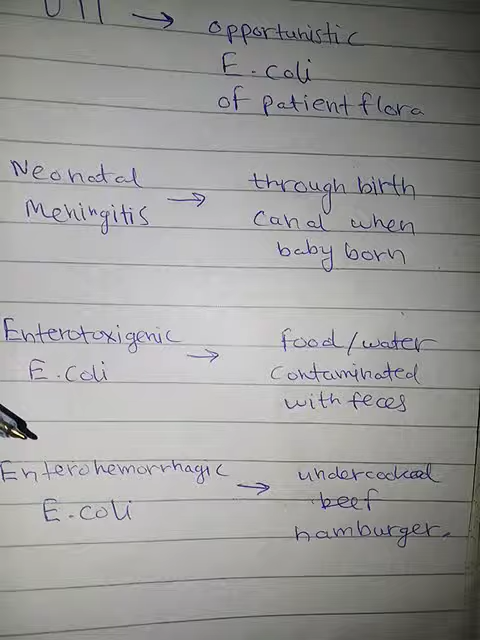 UTI → opportunistic
E. coli
of patient flora
Neonatal → through birth
Meningitis canal when
baby born
Enterotoxigenic → food/water
E. coli contaminated
with feces
Enterohemorrhagic → undercooked
E. coli beef
hamburger.